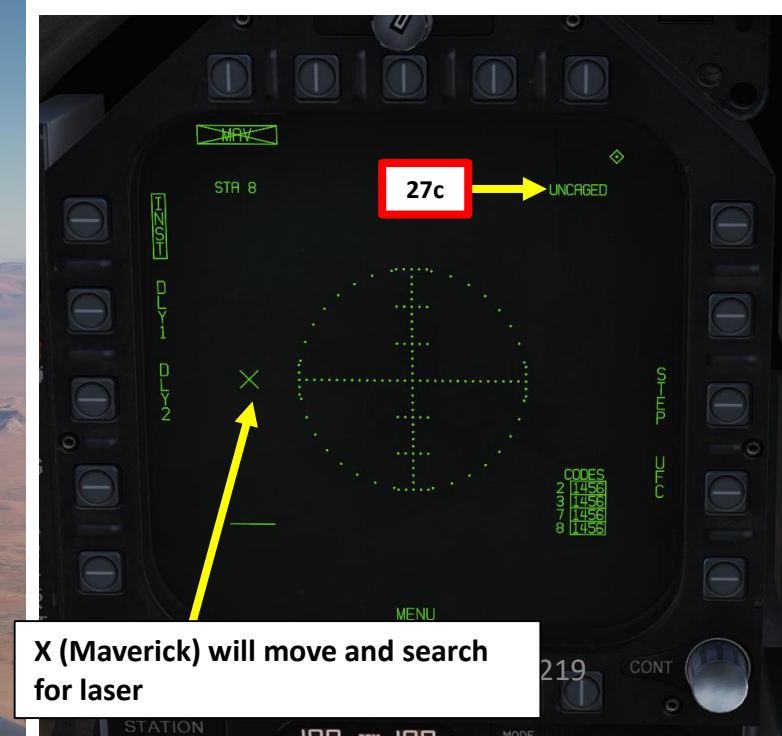 MAV
STA 8
27c
UNCAGED
INST
DLY1
DLY2
STEP
UFC
CODES
2 1456
3 1456
7 1456
8 1456
MENU
X (Maverick) will move and search
for laser
219
CONT
STATION
MODE